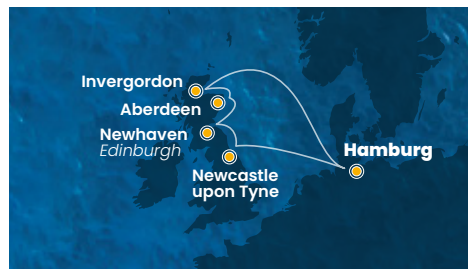 Invergordon
Aberdeen
Newhaven
Edinburgh
Hamburg
Newcastle
upon Tyne